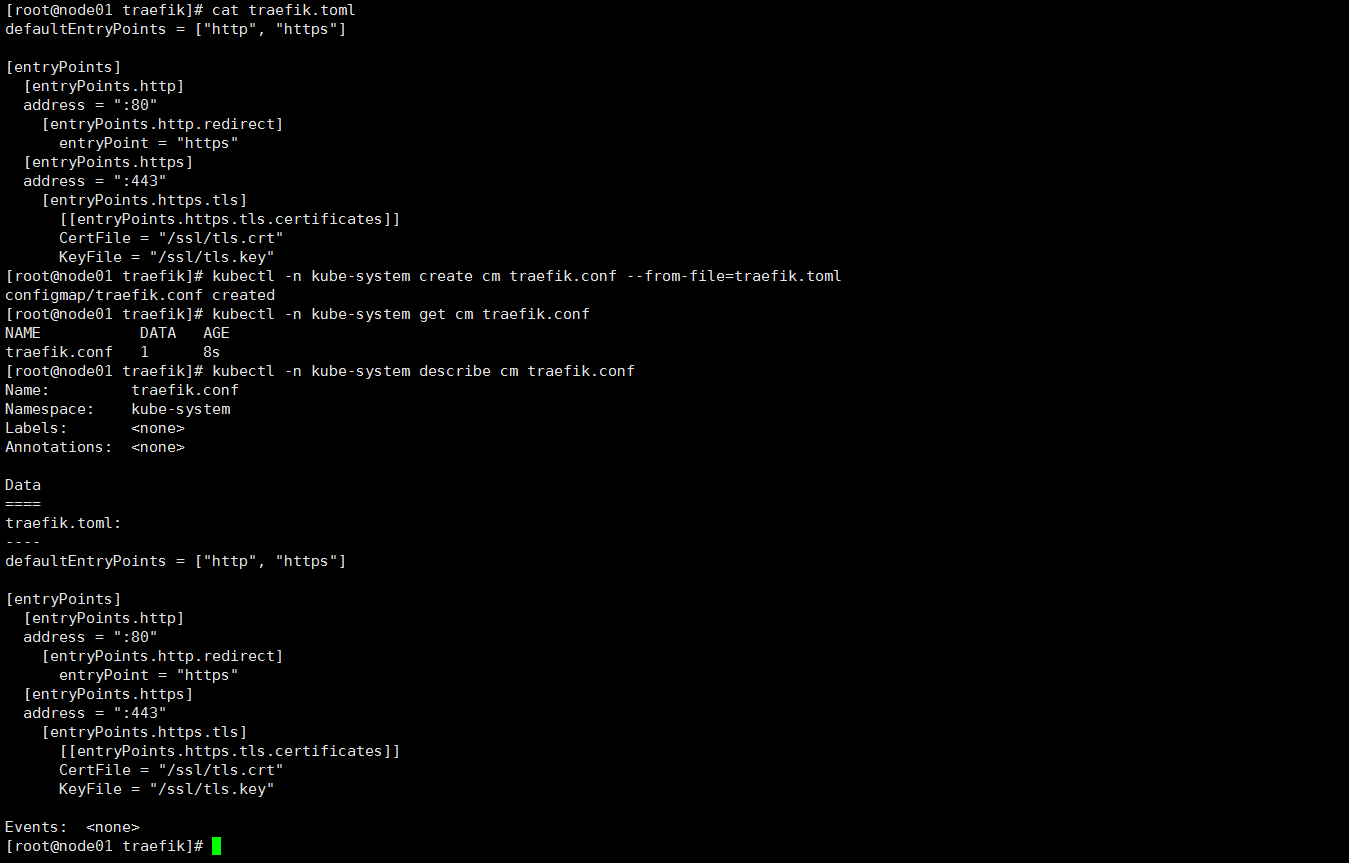 [root@node01 traefik]# cat traefik.toml
defaultEntryPoints = ["http", "https"]

[entryPoints]
  [entryPoints.http]
  address = ":80"
    [entryPoints.http.redirect]
      entryPoint = "https"
  [entryPoints.https]
  address = ":443"
    [entryPoints.https.tls]
      [[entryPoints.https.tls.certificates]]
      CertFile = "/ssl/tls.crt"
      KeyFile = "/ssl/tls.key"
[root@node01 traefik]# kubectl -n kube-system create cm traefik.conf --from-file=traefik.toml
configmap/traefik.conf created
[root@node01 traefik]# kubectl -n kube-system get cm traefik.conf
NAME           DATA   AGE
traefik.conf   1      8s
[root@node01 traefik]# kubectl -n kube-system describe cm traefik.conf
Name:         traefik.conf
Namespace:    kube-system
Labels:       <none>
Annotations:  <none>

Data
====
traefik.toml:
----
defaultEntryPoints = ["http", "https"]

[entryPoints]
  [entryPoints.http]
  address = ":80"
    [entryPoints.http.redirect]
      entryPoint = "https"
  [entryPoints.https]
  address = ":443"
    [entryPoints.https.tls]
      [[entryPoints.https.tls.certificates]]
      CertFile = "/ssl/tls.crt"
      KeyFile = "/ssl/tls.key"

Events:  <none>
[root@node01 traefik]#